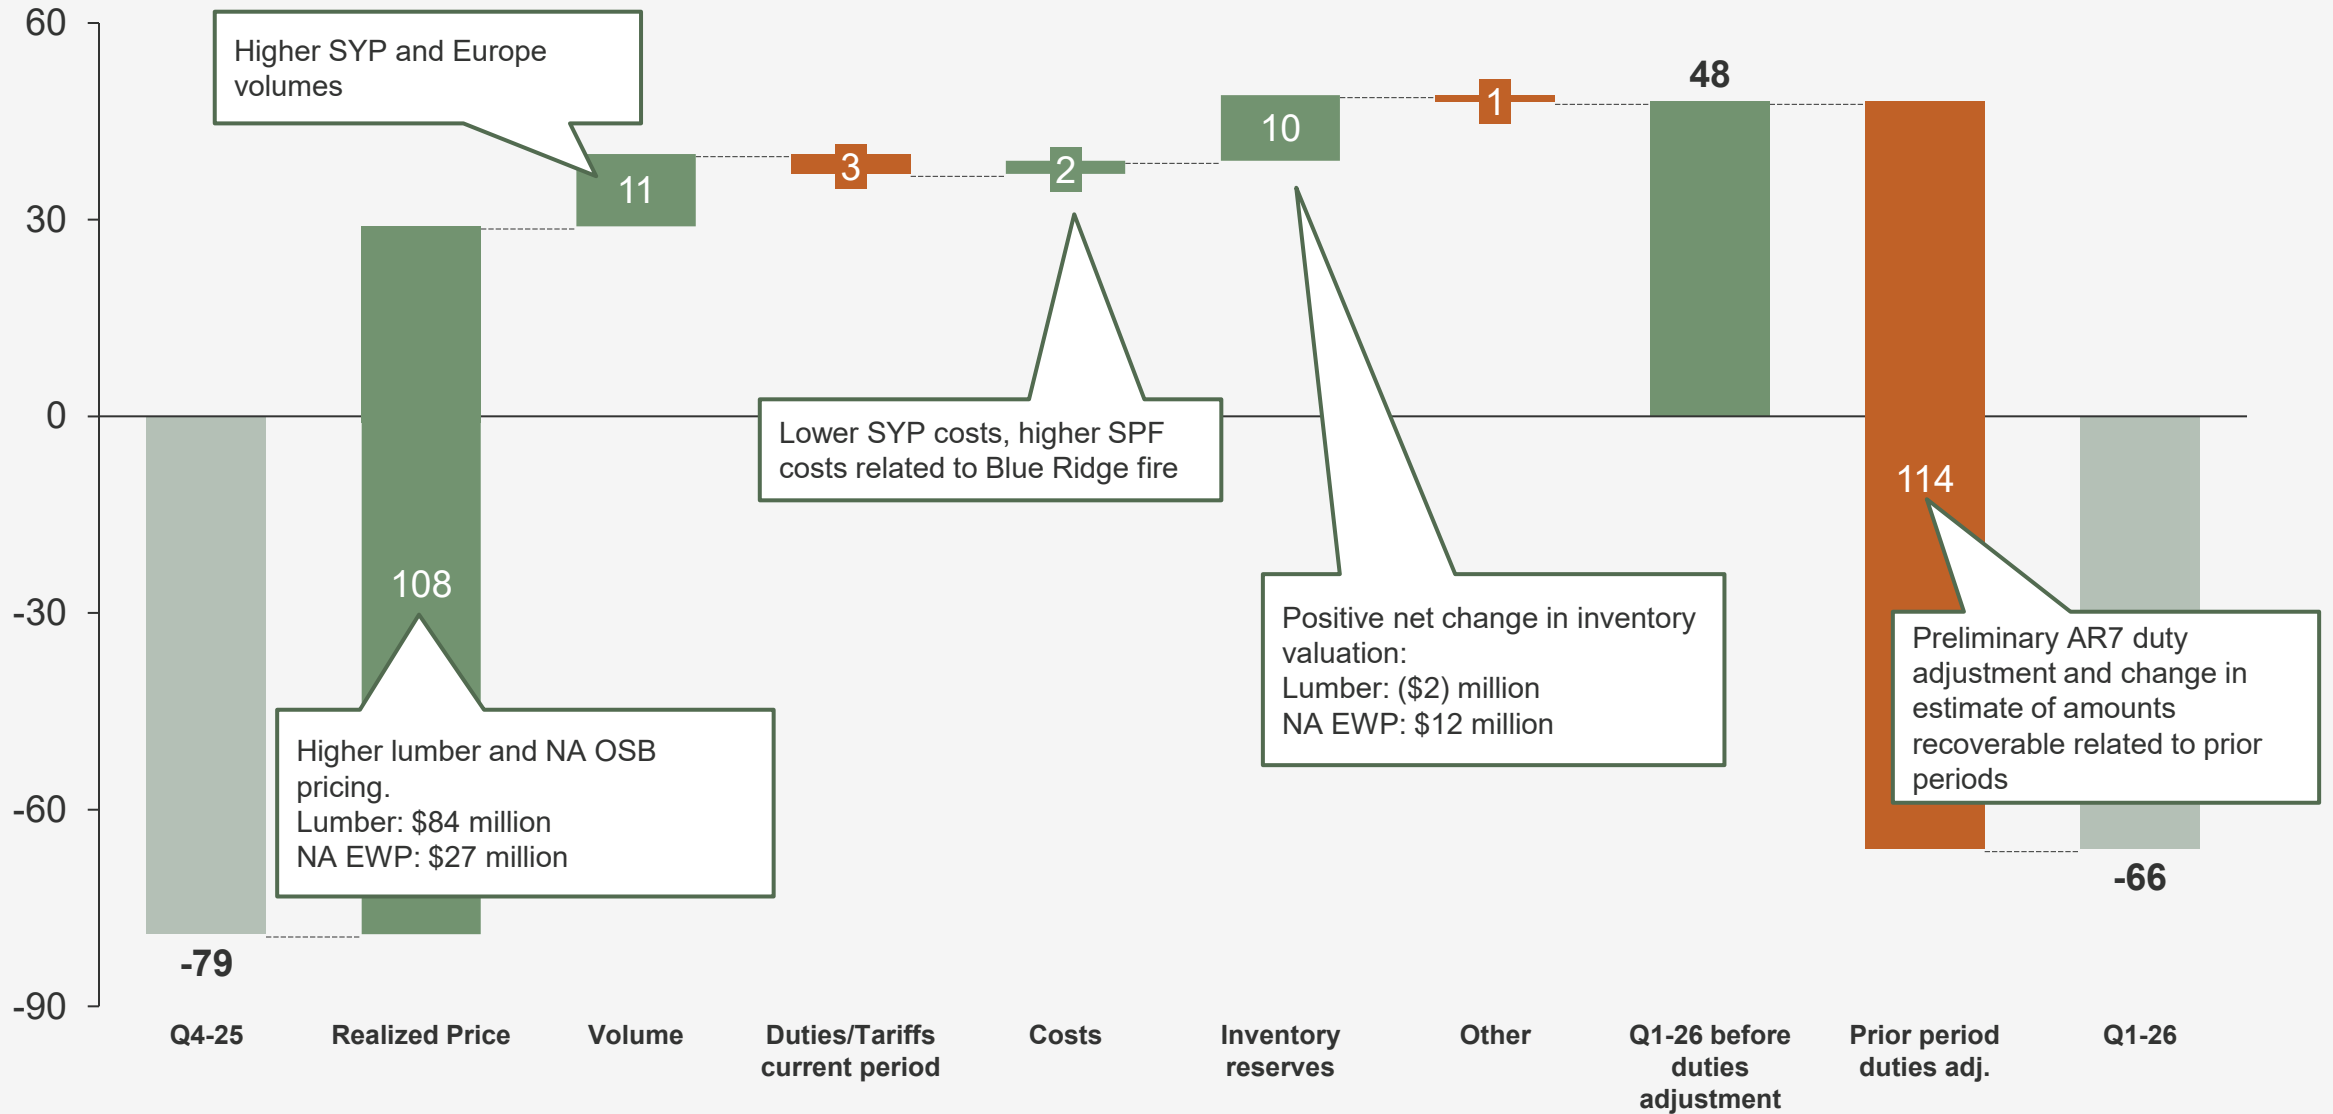 60
30
0
-30
-60
-90
Higher SYP and Europe
volumes
11
3
2
10
1
48
108
114
-79
-66
Lower SYP costs, higher SPF
costs related to Blue Ridge fire
Positive net change in inventory
valuation:
Lumber: ($2) million
NA EWP: $12 million
Preliminary AR7 duty
adjustment and change in
estimate of amounts
recoverable related to prior
periods
Higher lumber and NA OSB
pricing.
Lumber: $84 million
NA EWP: $27 million
Q4-25
Realized Price
Volume
Duties/Tariffs
current period
Costs
Inventory
reserves
Other
Q1-26 before
duties
adjustment
Prior period
duties adj.
Q1-26